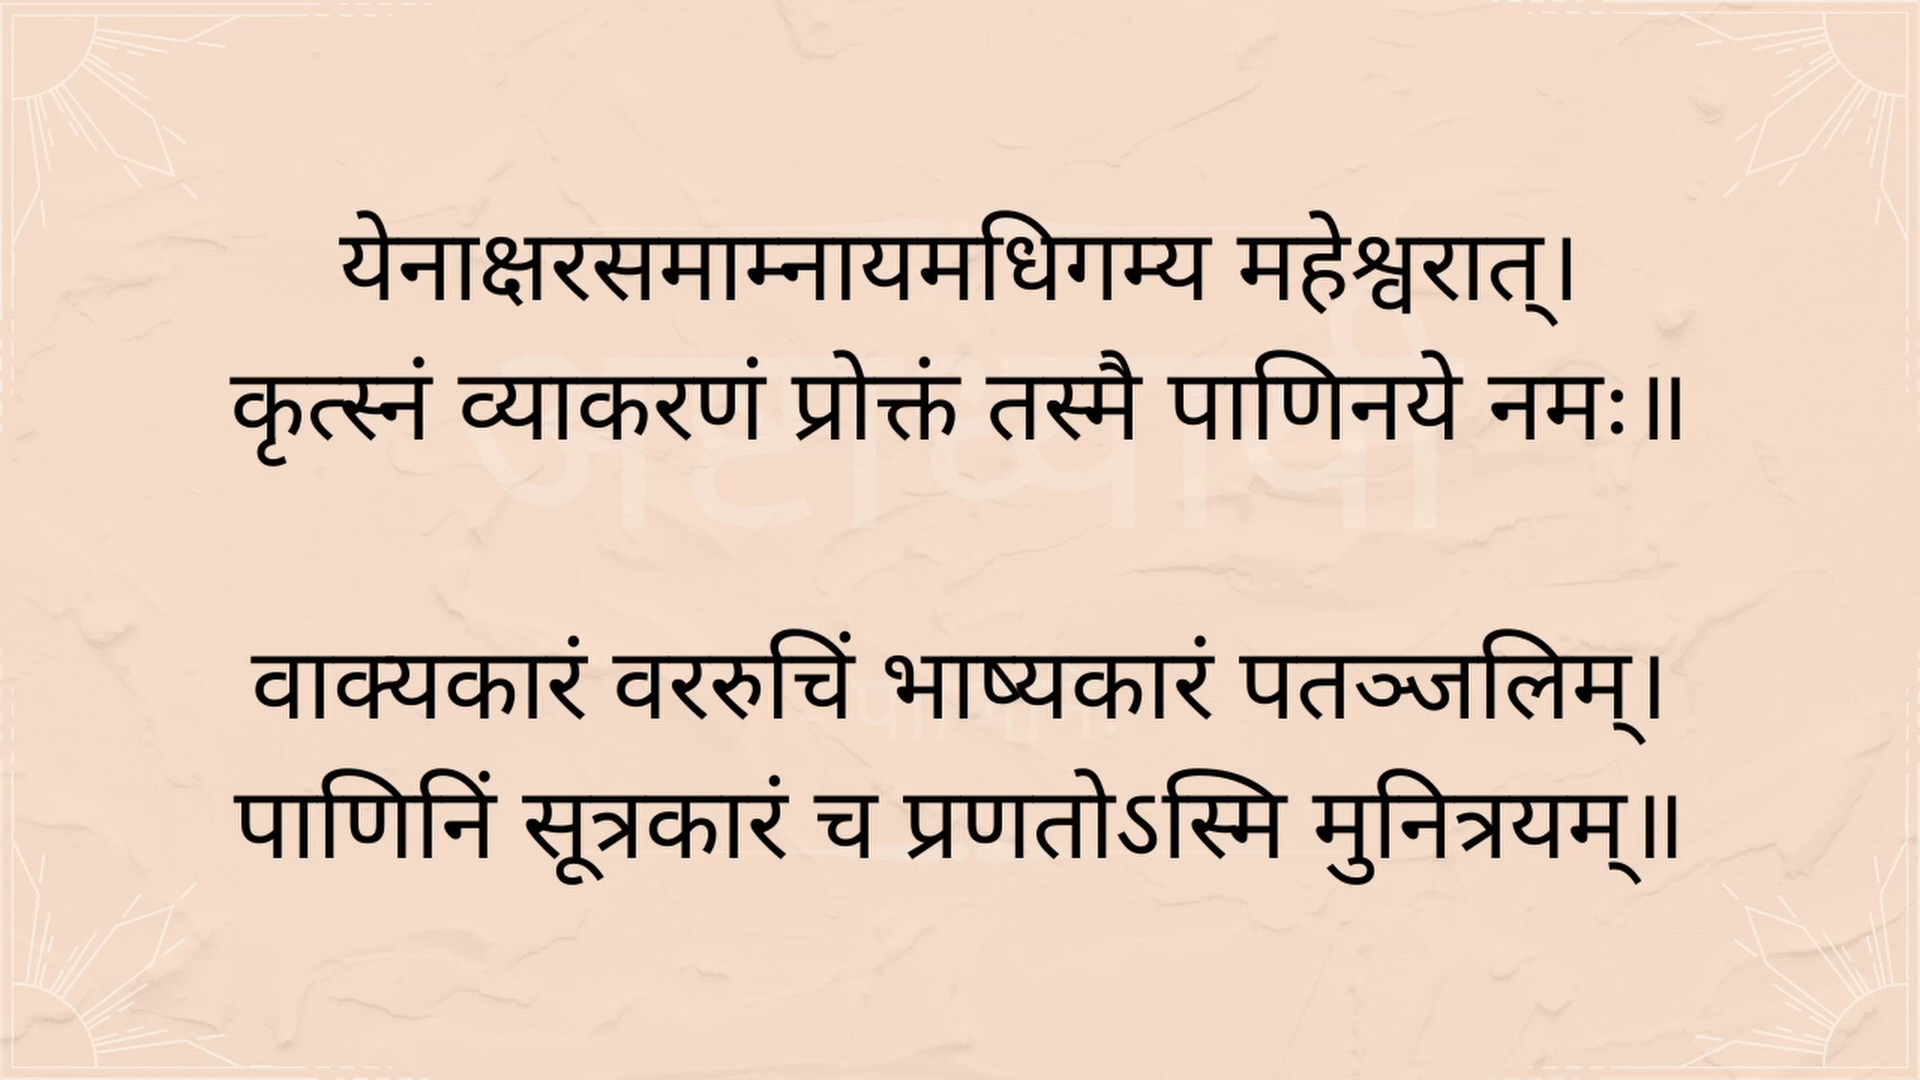 येनाक्षरसमाम्नायमधिगम्य महेश्वरात्।
कृत्स्नं व्याकरणं प्रोक्तं तस्मै पाणिनये नमः॥
वाक्यकारं वररुचिं भाष्यकारं पतञ्जलिम्।
पाणिनिं सूत्रकारं च प्रणतोऽस्मि मुनित्रयम्॥